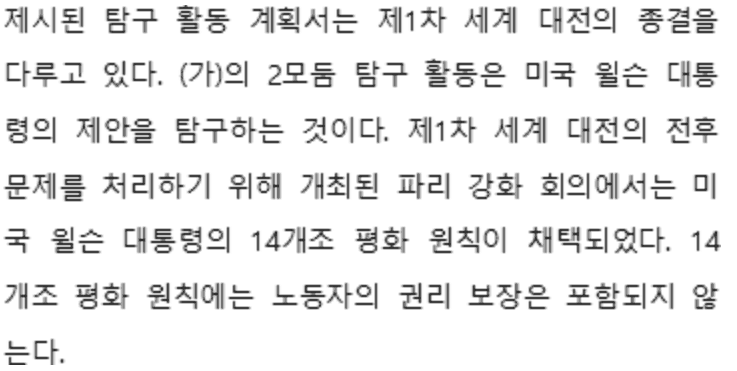 제시된 탐구 활동 계획서는 제1차 세계 대전의 종결을
다루고 있다. (가)의 2모둠 탐구 활동은 미국 윌슨 대통
령의 제안을 탐구하는 것이다. 제1차 세계 대전의 전후
문제를 처리하기 위해 개최된 파리 강화 회의에서는 미
국 윌슨 대통령의 14개조 평화 원칙이 채택되었다. 14
개조 평화 원칙에는 노동자의 권리 보장은 포함되지 않
는다.